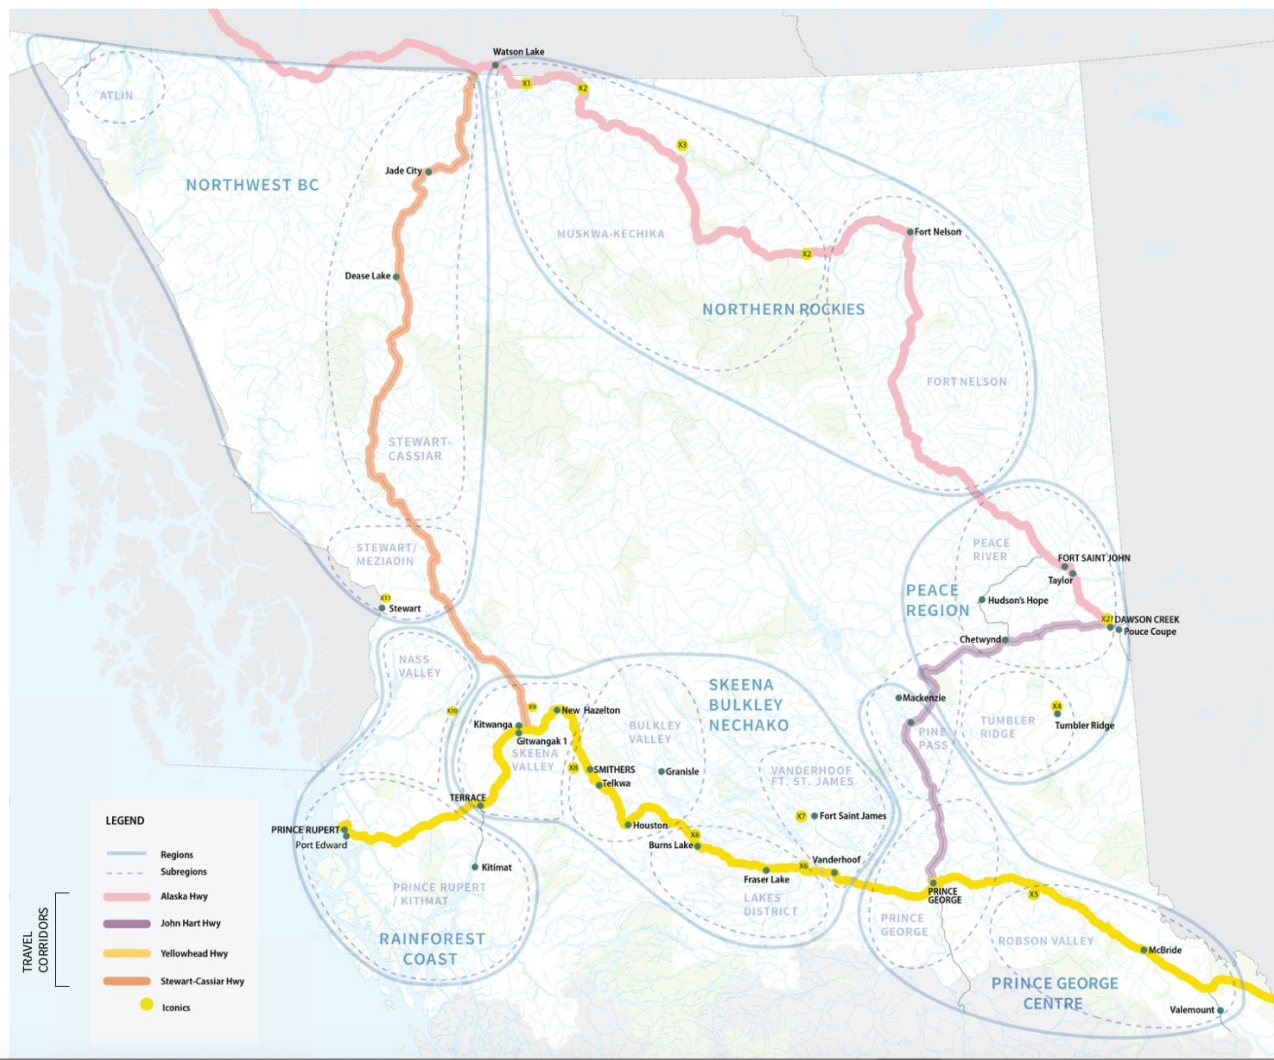 Watson Lake
X1
X2
ATLIN
X3
Jade City
NORTHWEST BC
MUSKWA-KECHIKA
Fort Nelson
X2
Dease Lake
NORTHERN ROCKIES
FORT NELSON
STEWART-
CASSIAR
STEWART/
MEZIADIN
PEACE
RIVER
FORT SAINT JOHN
Taylor
PEACE
REGION
Hudson's Hope
X11
Stewart
X2?
DAWSON CREEK
Pouce Coupe
Chetwynd
NASS
VALLEY
SKEENA
BULKLEY
NECHAKO
Mackenzie
X10
X9
New Hazelton
X4
Tumbler Ridge
Kitwanga
Gitwangak 1
BULKLEY
VALLEY
TUMBLER
RIDGE
PINE
PASS
SKEENA
VALLEY
X8
SMITHERS
Telkwa
Granisle
VANDERHOOF
FT. ST. JAMES
TERRACE
X7
Fort Saint James
PRINCE RUPERT
Port Edward
Houston
X6
Burns Lake
Kitimat
X6
Vanderhoof
Fraser Lake
PRINCE RUPERT
/ KITIMAT
LAKES
DISTRICT
PRINCE
GEORGE
X5
PRINCE
GEORGE
RAINFOREST
COAST
ROBSON VALLEY
McBride
PRINCE GEORGE
CENTRE
Valemount
LEGEND
Regions
Subregions
Alaska Hwy
John Hart Hwy
Yellowhead Hwy
Stewart-Cassiar Hwy
Iconics
TRAVEL
CORRIDORS